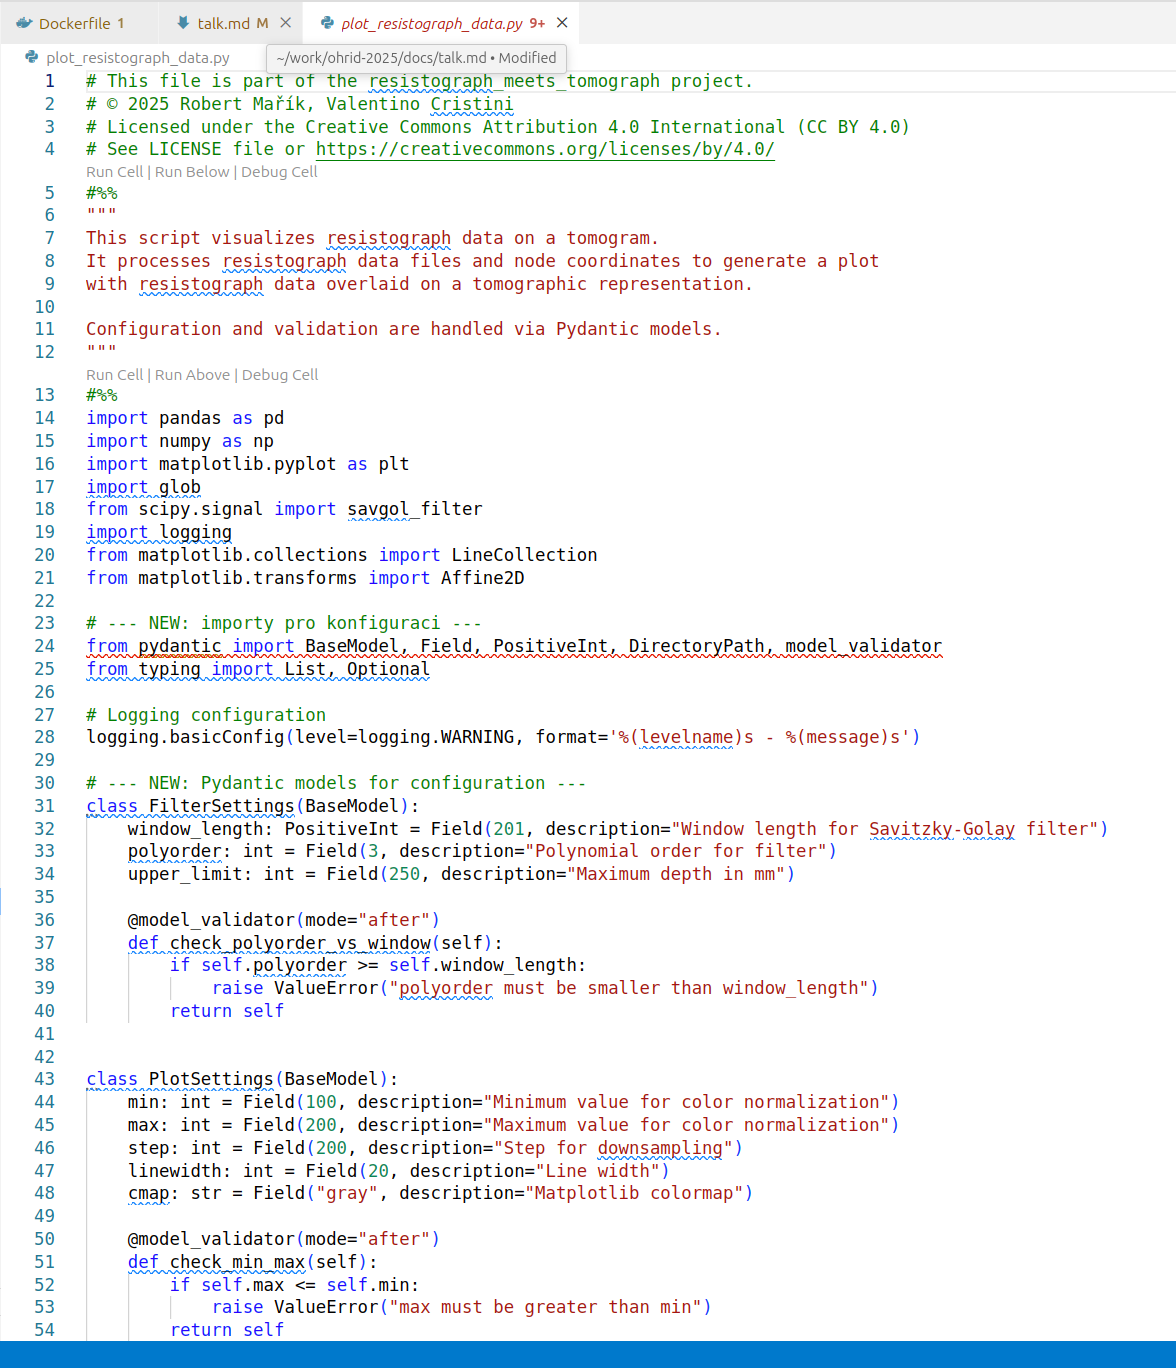 Dockerfile 1 talk.md M plot_resistograph_data.py 9+
plot_resistograph_data.py
~/work/ohrid-2025/docs/talk.md • Modified
1 # This file is part of the resistograph_meets_tomograph project.
2 # © 2025 Robert Mařík, Valentino Cristini
3 # Licensed under the Creative Commons Attribution 4.0 International (CC BY 4.0)
4 # See LICENSE file or https://creativecommons.org/licenses/by/4.0/
Run Cell | Run Below | Debug Cell
5 #%%
6 """
7 This script visualizes resistograph data on a tomogram.
8 It processes resistograph data files and node coordinates to generate a plot
9 with resistograph data overlaid on a tomographic representation.
10
11 Configuration and validation are handled via Pydantic models.
12 """
Run Cell | Run Above | Debug Cell
13 #%%
14 import pandas as pd
15 import numpy as np
16 import matplotlib.pyplot as plt
17 import glob
18 from scipy.signal import savgol_filter
19 import logging
20 from matplotlib.collections import LineCollection
21 from matplotlib.transforms import Affine2D
22
23 # --- NEW: importy pro konfiguraci ---
24 from pydantic import BaseModel, Field, PositiveInt, DirectoryPath, model_validator
25 from typing import List, Optional
26
27 # Logging configuration
28 logging.basicConfig(level=logging.WARNING, format='%(levelname)s - %(message)s')
29
30 # --- NEW: Pydantic models for configuration ---
31 class FilterSettings(BaseModel):
32     window_length: PositiveInt = Field(201, description="Window length for Savitzky-Golay filter")
33     polyorder: int = Field(3, description="Polynomial order for filter")
34     upper_limit: int = Field(250, description="Maximum depth in mm")
35
36     @model_validator(mode="after")
37     def check_polyorder_vs_window(self):
38         if self.polyorder >= self.window_length:
39             raise ValueError("polyorder must be smaller than window_length")
40         return self
41
42
43 class PlotSettings(BaseModel):
44     min: int = Field(100, description="Minimum value for color normalization")
45     max: int = Field(200, description="Maximum value for color normalization")
46     step: int = Field(200, description="Step for downsampling")
47     linewidth: int = Field(20, description="Line width")
48     cmap: str = Field("gray", description="Matplotlib colormap")
49
50     @model_validator(mode="after")
51     def check_min_max(self):
52         if self.max <= self.min:
53             raise ValueError("max must be greater than min")
54         return self